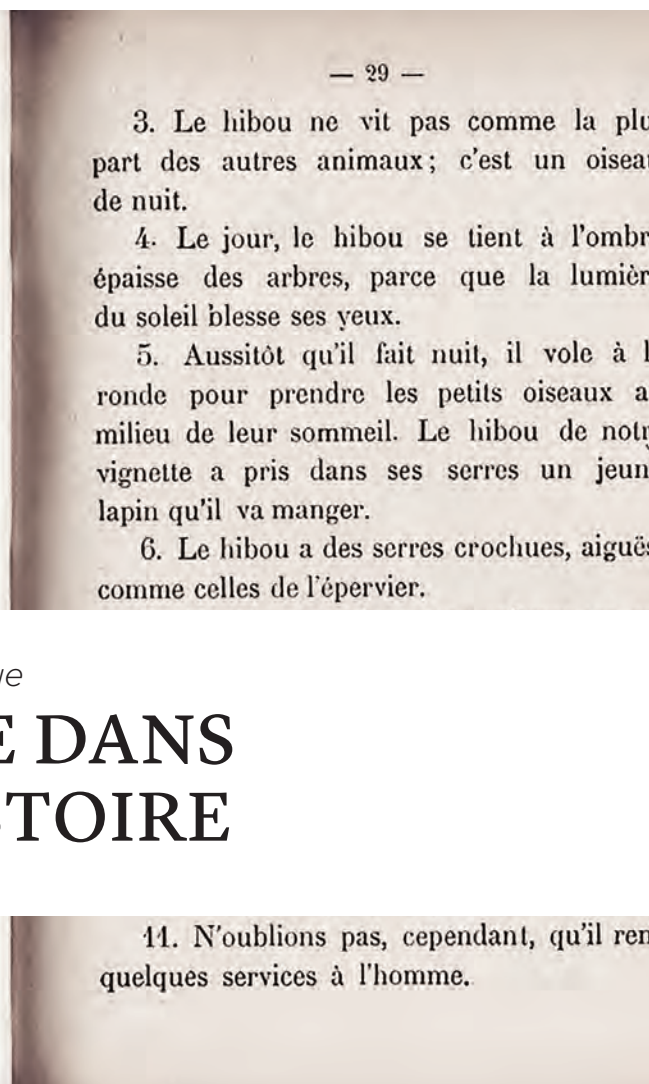 — 29 —
3. Le hibou ne vit pas comme la plu
part des autres animaux; c'est un oiseau
de nuit.
4. Le jour, le hibou se tient à l'ombr
épaisse des arbres, parce que la lumièr
du soleil blesse ses yeux.
5. Aussitôt qu'il fait nuit, il vole à l
ronde pour prendre les petits oiseaux a
milieu de leur sommeil. Le hibou de notr
vignette a pris dans ses serres un jeun
lapin qu'il va manger.
6. Le hibou a des serres crochues, aiguës
comme celles de l'épervier.
ue
E DANS
STOIRE
11. N'oublions pas, cependant, qu'il ren
quelques services à l'homme.